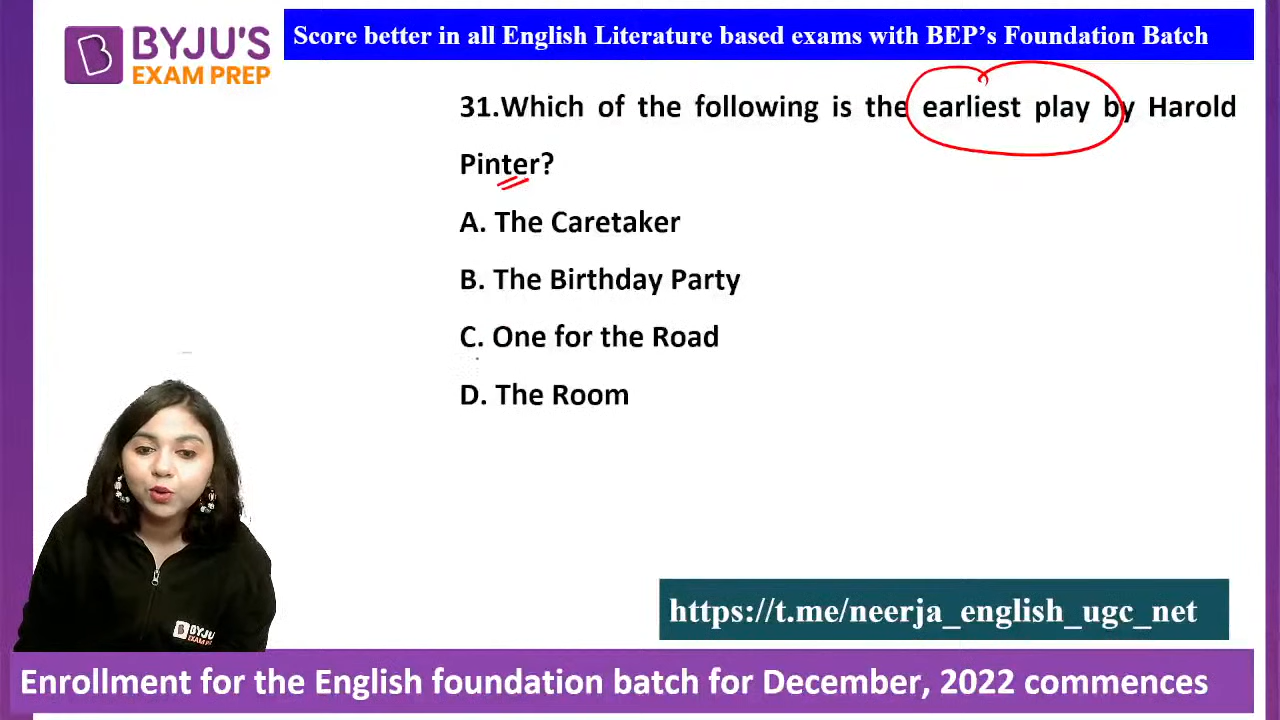 BYJU'S
EXAM PREP
Score better in all English Literature based exams with BEP's Foundation Batch
31.Which of the following is the earliest play by Harold
Pinter?
A. The Caretaker
B. The Birthday Party
C. One for the Road
D. The Room
BYJU
EXAM P
https://t.me/neerja_english_ugc_net
Enrollment for the English foundation batch for December, 2022 commences